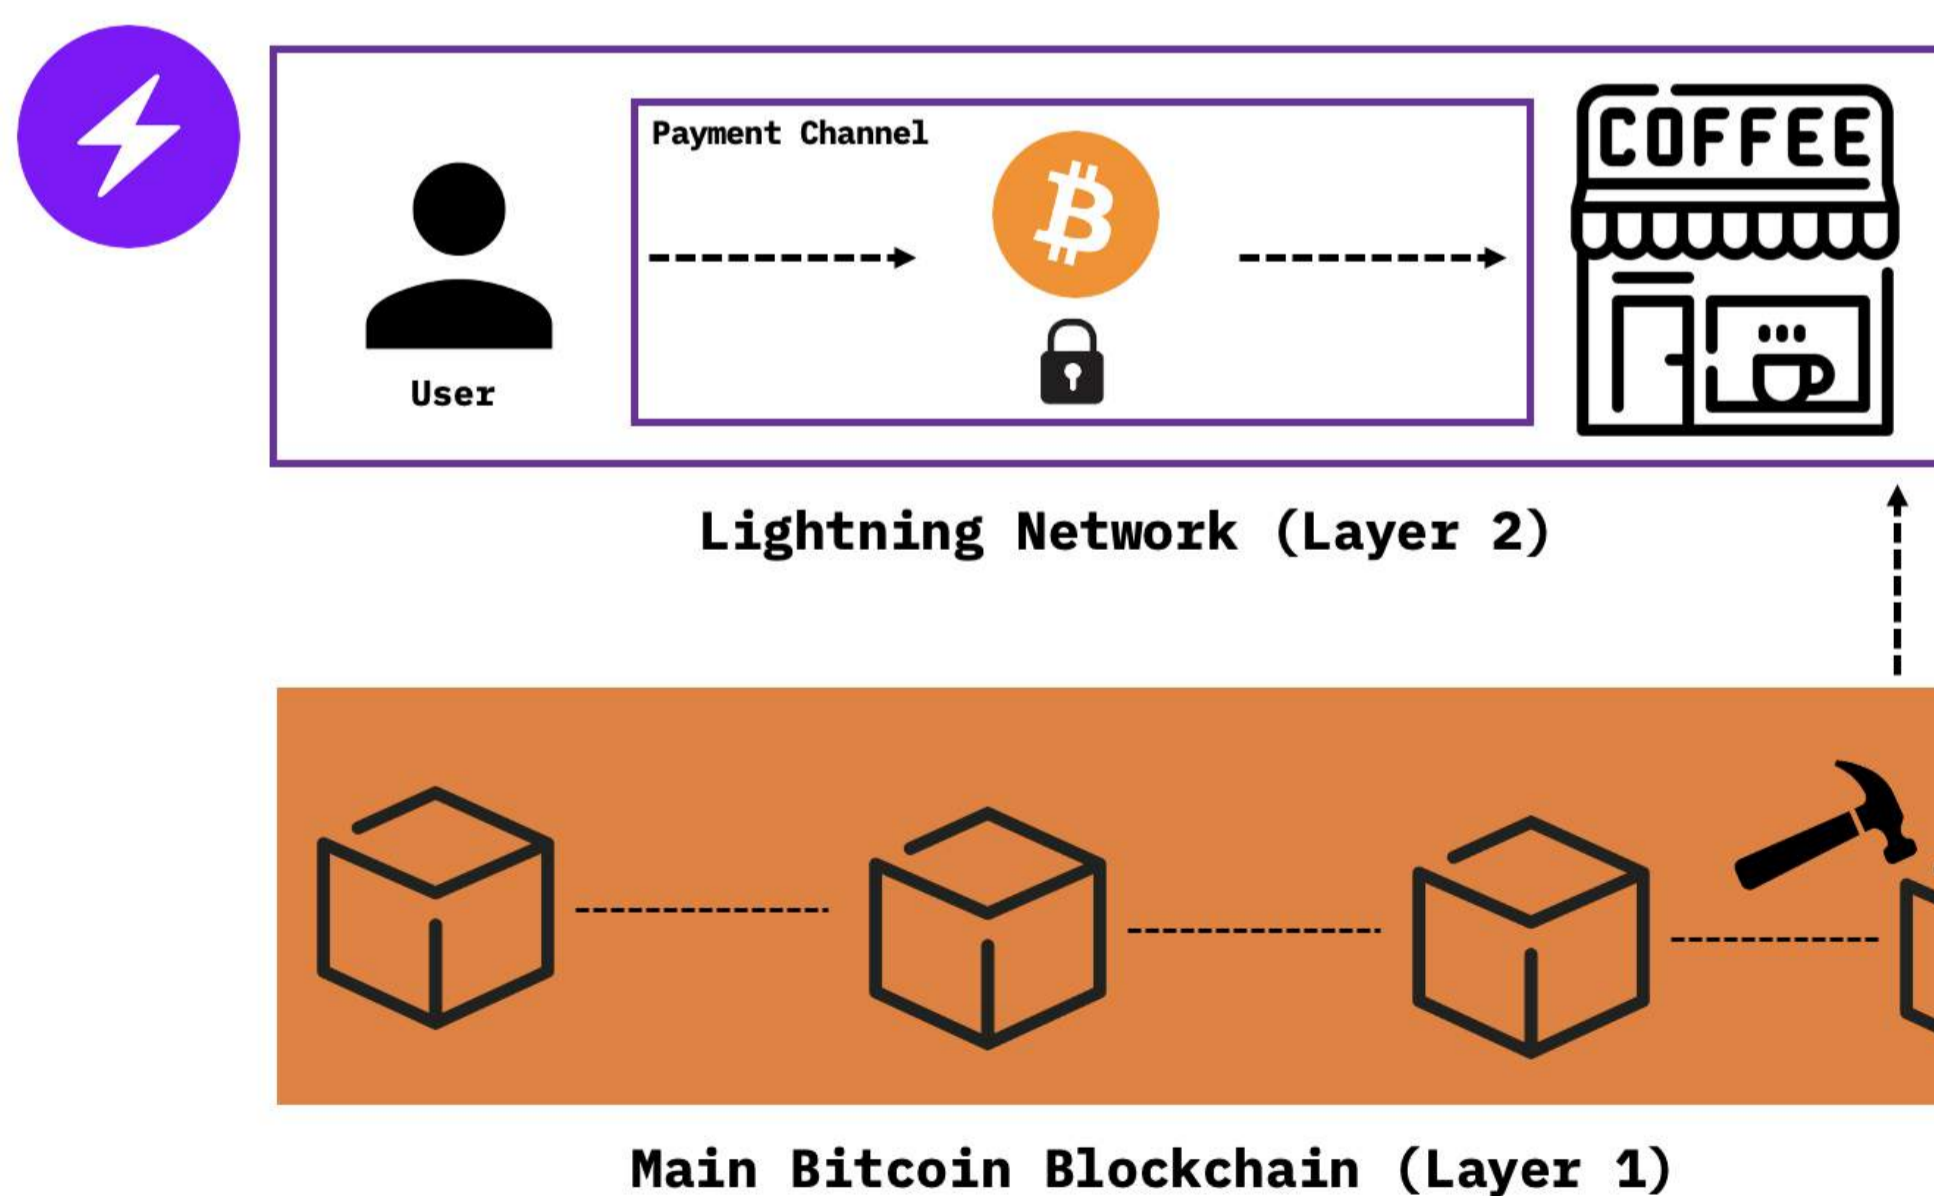 COFFEE
Payment Channel
User
Lightning Network (Layer 2)
Main Bitcoin Blockchain (Layer 1)